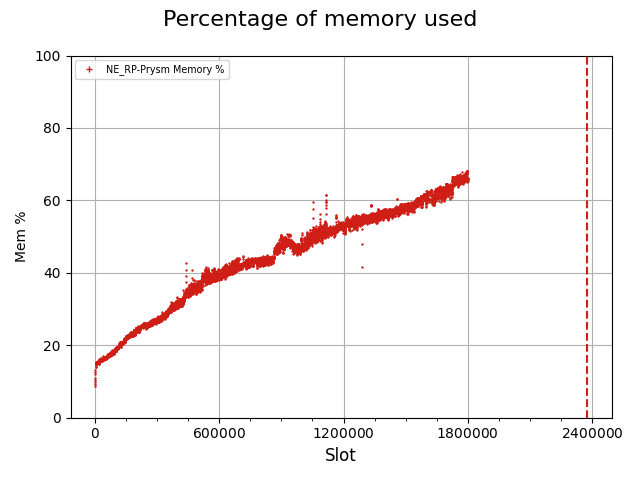 Percentage of memory used
100
NE_RP-Prysm Memory %
80
60
Mem %
40
20
0
0
600000
1200000
1800000
2400000
Slot